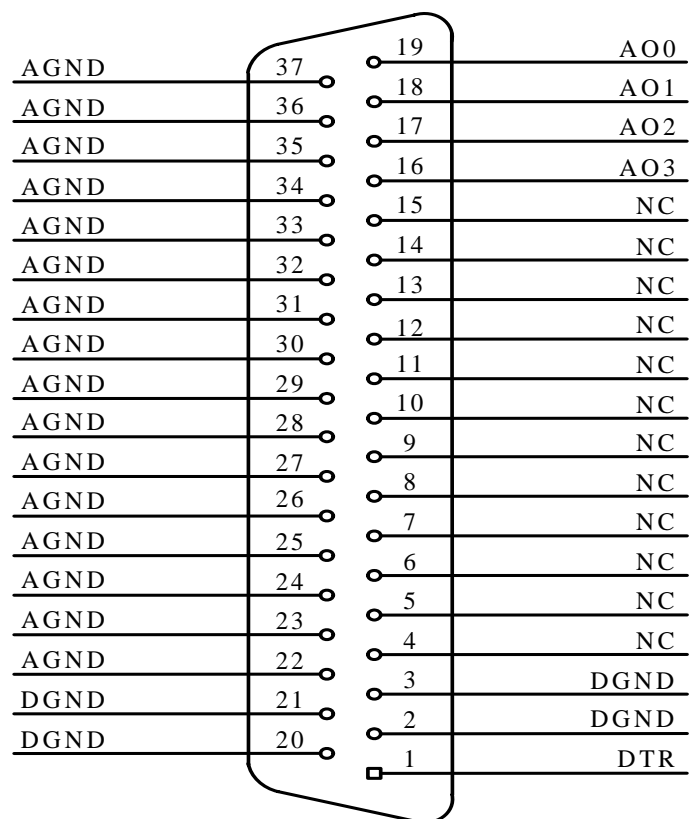 19 AO0
AGND 37
18 AO1
AGND 36
17 AO2
AGND 35
16 AO3
AGND 34
15 NC
AGND 33
14 NC
AGND 32
13 NC
AGND 31
12 NC
AGND 30
11 NC
AGND 29
10 NC
AGND 28
9 NC
AGND 27
8 NC
AGND 26
7 NC
AGND 25
6 NC
AGND 24
5 NC
AGND 23
4 NC
AGND 22
3 DGND
DGND 21
2 DGND
DGND 20
1 DTR